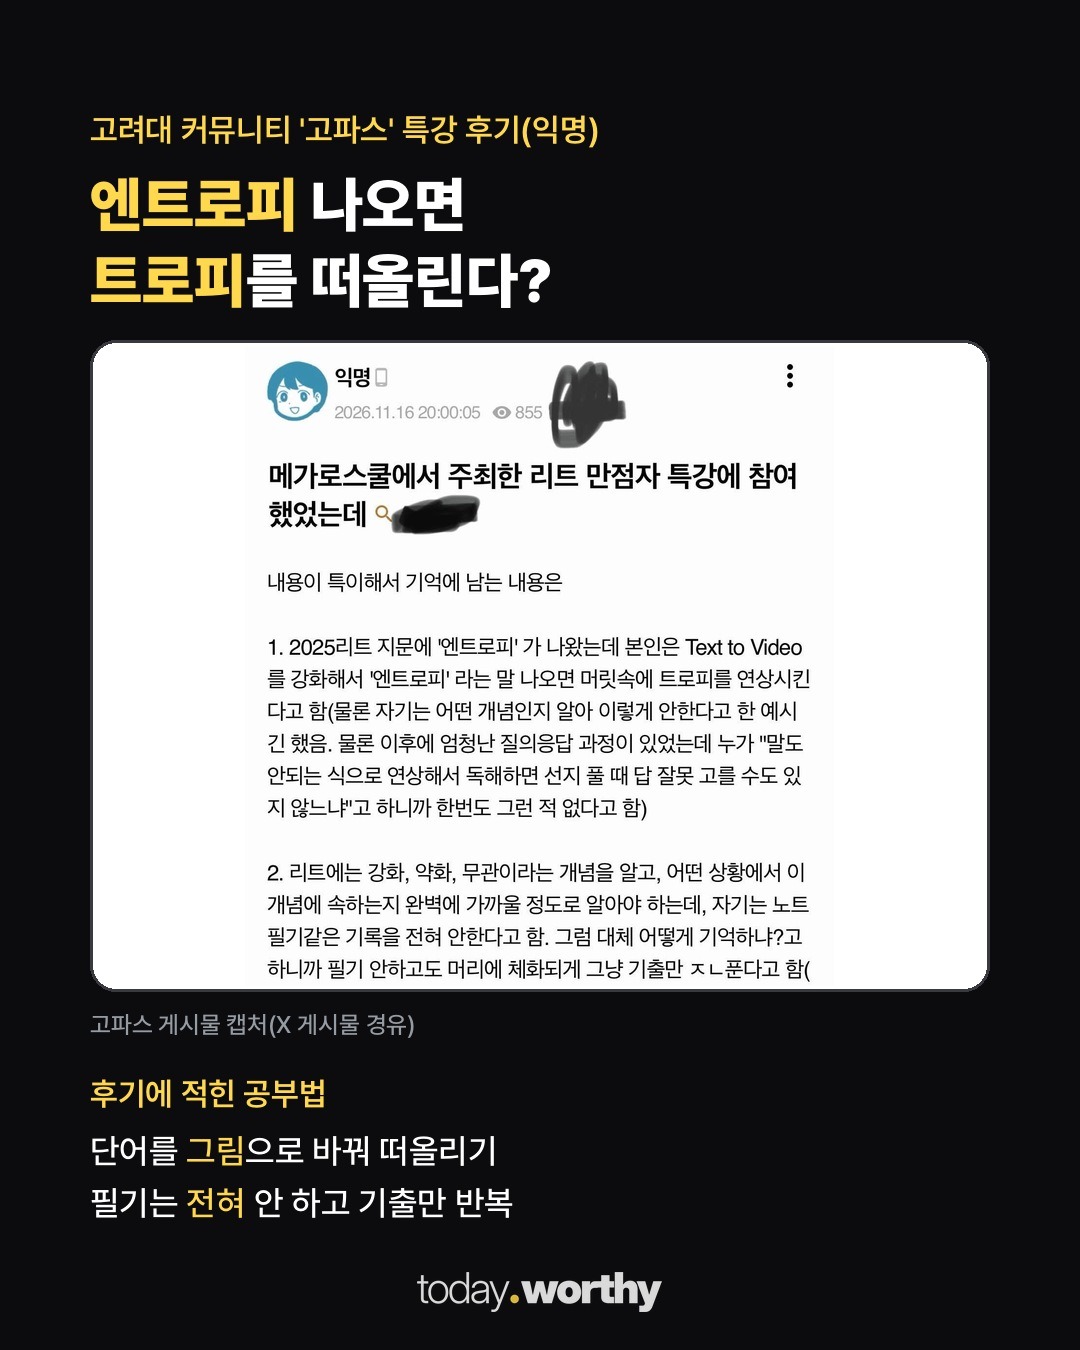 고려대 커뮤니티 '고파스' 특강 후기(익명)
엔트로피 나오면
트로피를 떠올린다?
익명
2026.11.16 20:00:05 855
메가로스쿨에서 주최한 리트 만점자 특강에 참여
했었는데
내용이 특이해서 기억에 남는 내용은
1. 2025리트 지문에 '엔트로피' 가 나왔는데 본인은 Text to Video
를 강화해서 '엔트로피' 라는 말 나오면 머릿속에 트로피를 연상시킨
다고 함(물론 자기는 어떤 개념인지 알아 이렇게 안한다고 한 예시
긴 했음. 물론 이후에 엄청난 질의응답 과정이 있었는데 누가 "말도
안되는 식으로 연상해서 독해하면 선지 풀 때 답 잘못 고를 수도 있
지 않느냐"고 하니까 한번도 그런 적 없다고 함)
2. 리트에는 강화, 약화, 무관이라는 개념을 알고, 어떤 상황에서 이
개념에 속하는지 완벽에 가까울 정도로 알아야 하는데, 자기는 노트
필기같은 기록을 전혀 안한다고 함. 그럼 대체 어떻게 기억하냐?고
하니까 필기 안하고도 머리에 체화되게 그냥 기출만 ㅈㄴ푼다고 함(
고파스 게시물 캡처(X 게시물 경유)
후기에 적힌 공부법
단어를 그림으로 바꿔 떠올리기
필기는 전혀 안 하고 기출만 반복
today.worthy